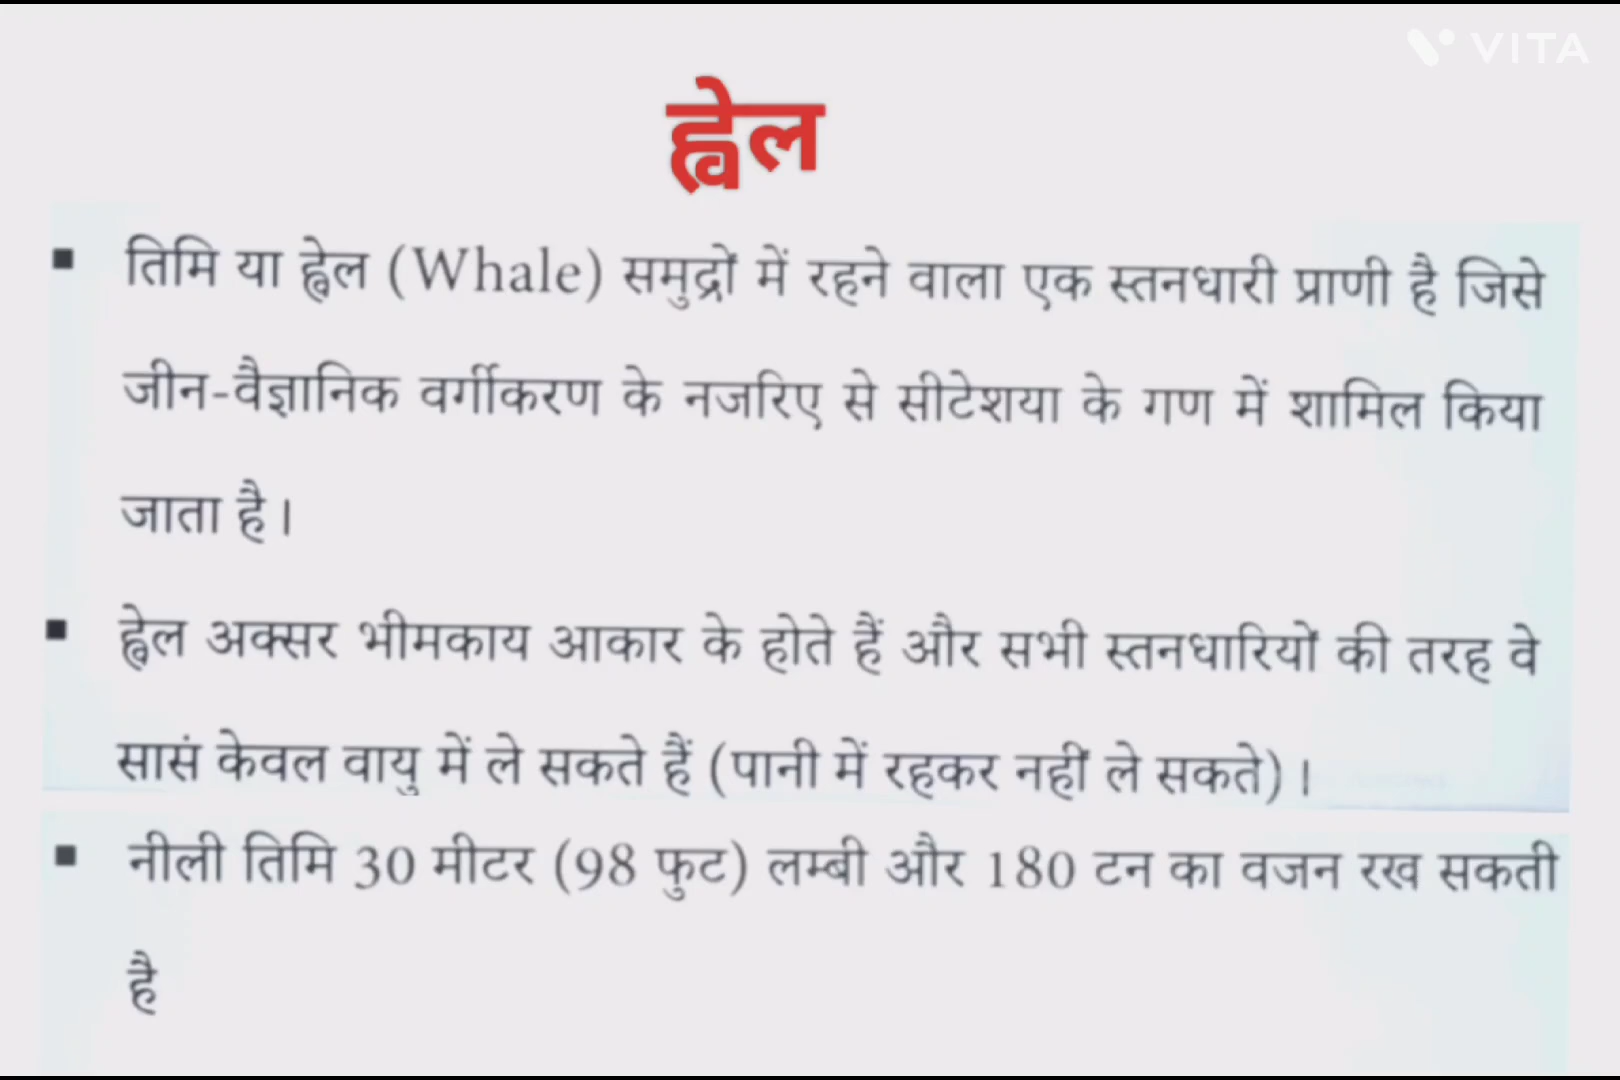 VITA
ह्वेल
▪ तिमि या ह्वेल (Whale) समुद्रों में रहने वाला एक स्तनधारी प्राणी है जिसे
जीन-वैज्ञानिक वर्गीकरण के नजरिए से सीटेशया के गण में शामिल किया
जाता है।
▪ ह्वेल अक्सर भीमकाय आकार के होते हैं और सभी स्तनधारियों की तरह वे
सासं केवल वायु में ले सकते हैं (पानी में रहकर नहीं ले सकते)।
▪ नीली तिमि 30 मीटर (98 फुट) लम्बी और 180 टन का वजन रख सकती
है